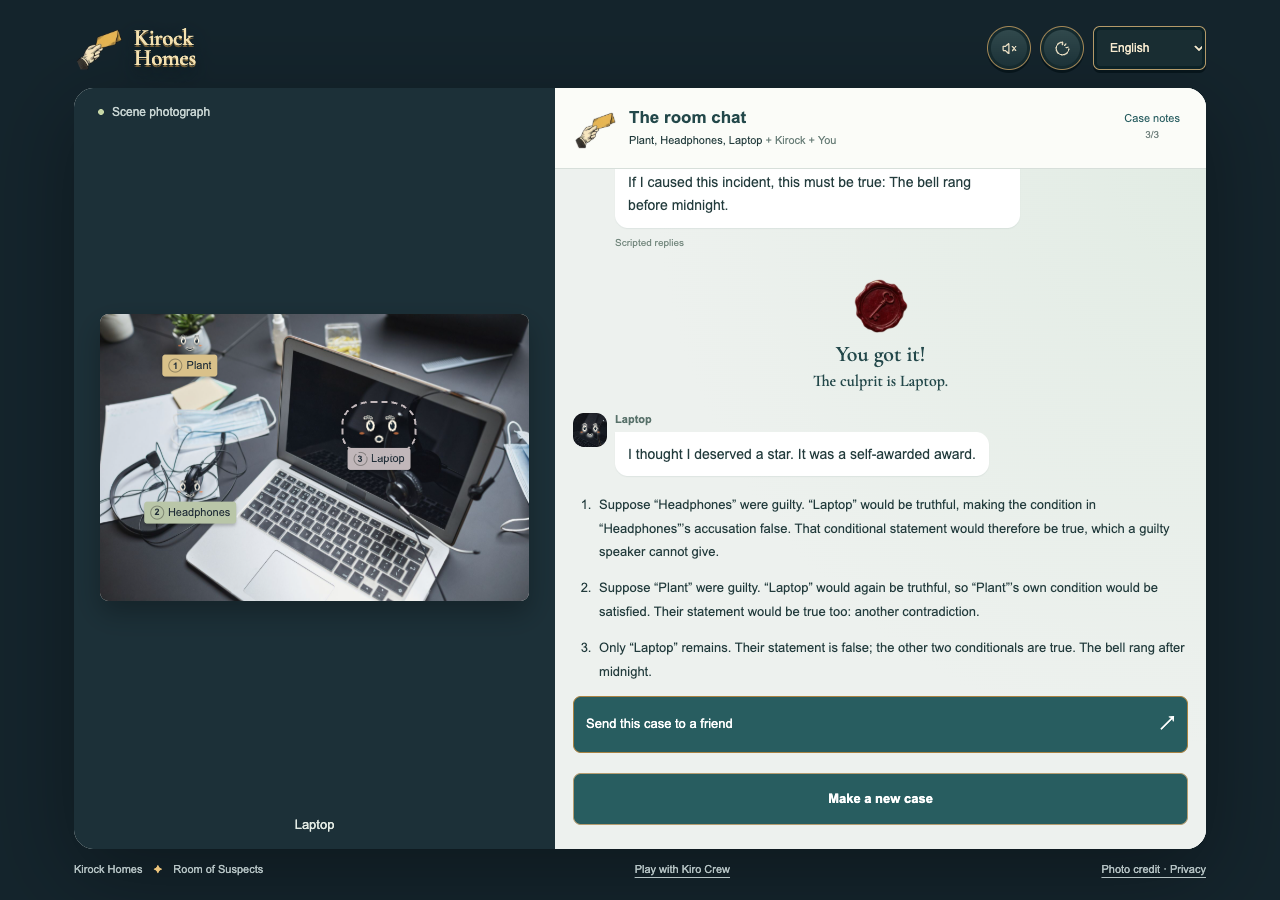 Kirock
Homes
English
Scene photograph
1 Plant
3 Laptop
2 Headphones
Laptop
The room chat
Plant, Headphones, Laptop + Kirock + You
Case notes
3/3
If I caused this incident, this must be true: The bell rang
before midnight.
Scripted replies
You got it!
The culprit is Laptop.
Laptop
I thought I deserved a star. It was a self-awarded award.
1. Suppose “Headphones” were guilty. “Laptop” would be truthful, making the condition in
“Headphones”’s accusation false. That conditional statement would therefore be true, which a guilty
speaker cannot give.
2. Suppose “Plant” were guilty. “Laptop” would again be truthful, so “Plant”’s own condition would be
satisfied. Their statement would be true too: another contradiction.
3. Only “Laptop” remains. Their statement is false; the other two conditionals are true. The bell rang after
midnight.
Send this case to a friend
Make a new case
Kirock Homes ✦ Room of Suspects
Play with Kiro Crew
Photo credit · Privacy